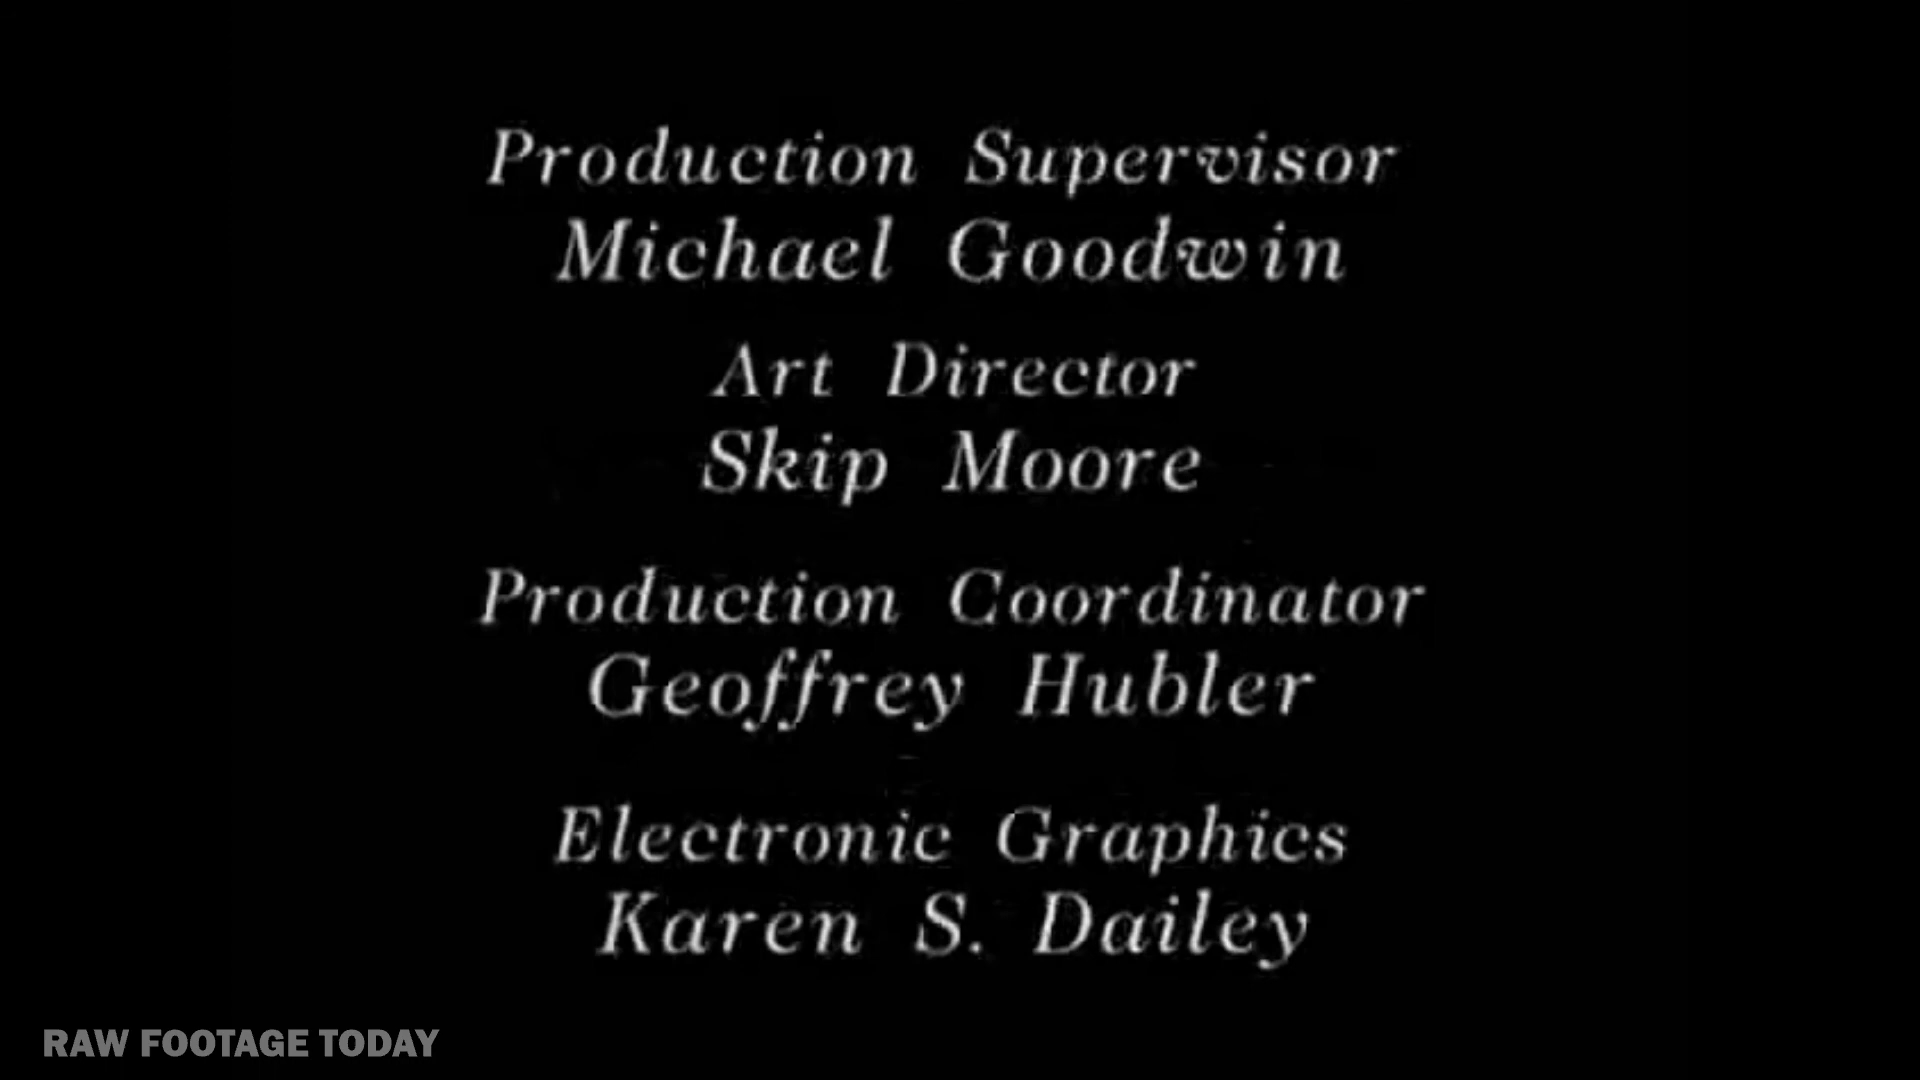 Production Supervisor
Michael Goodwin
Art Director
Skip Moore
Production Coordinator
Geoffrey Hubler
Electronic Graphics
Karen S. Dailey
RAW FOOTAGE TODAY